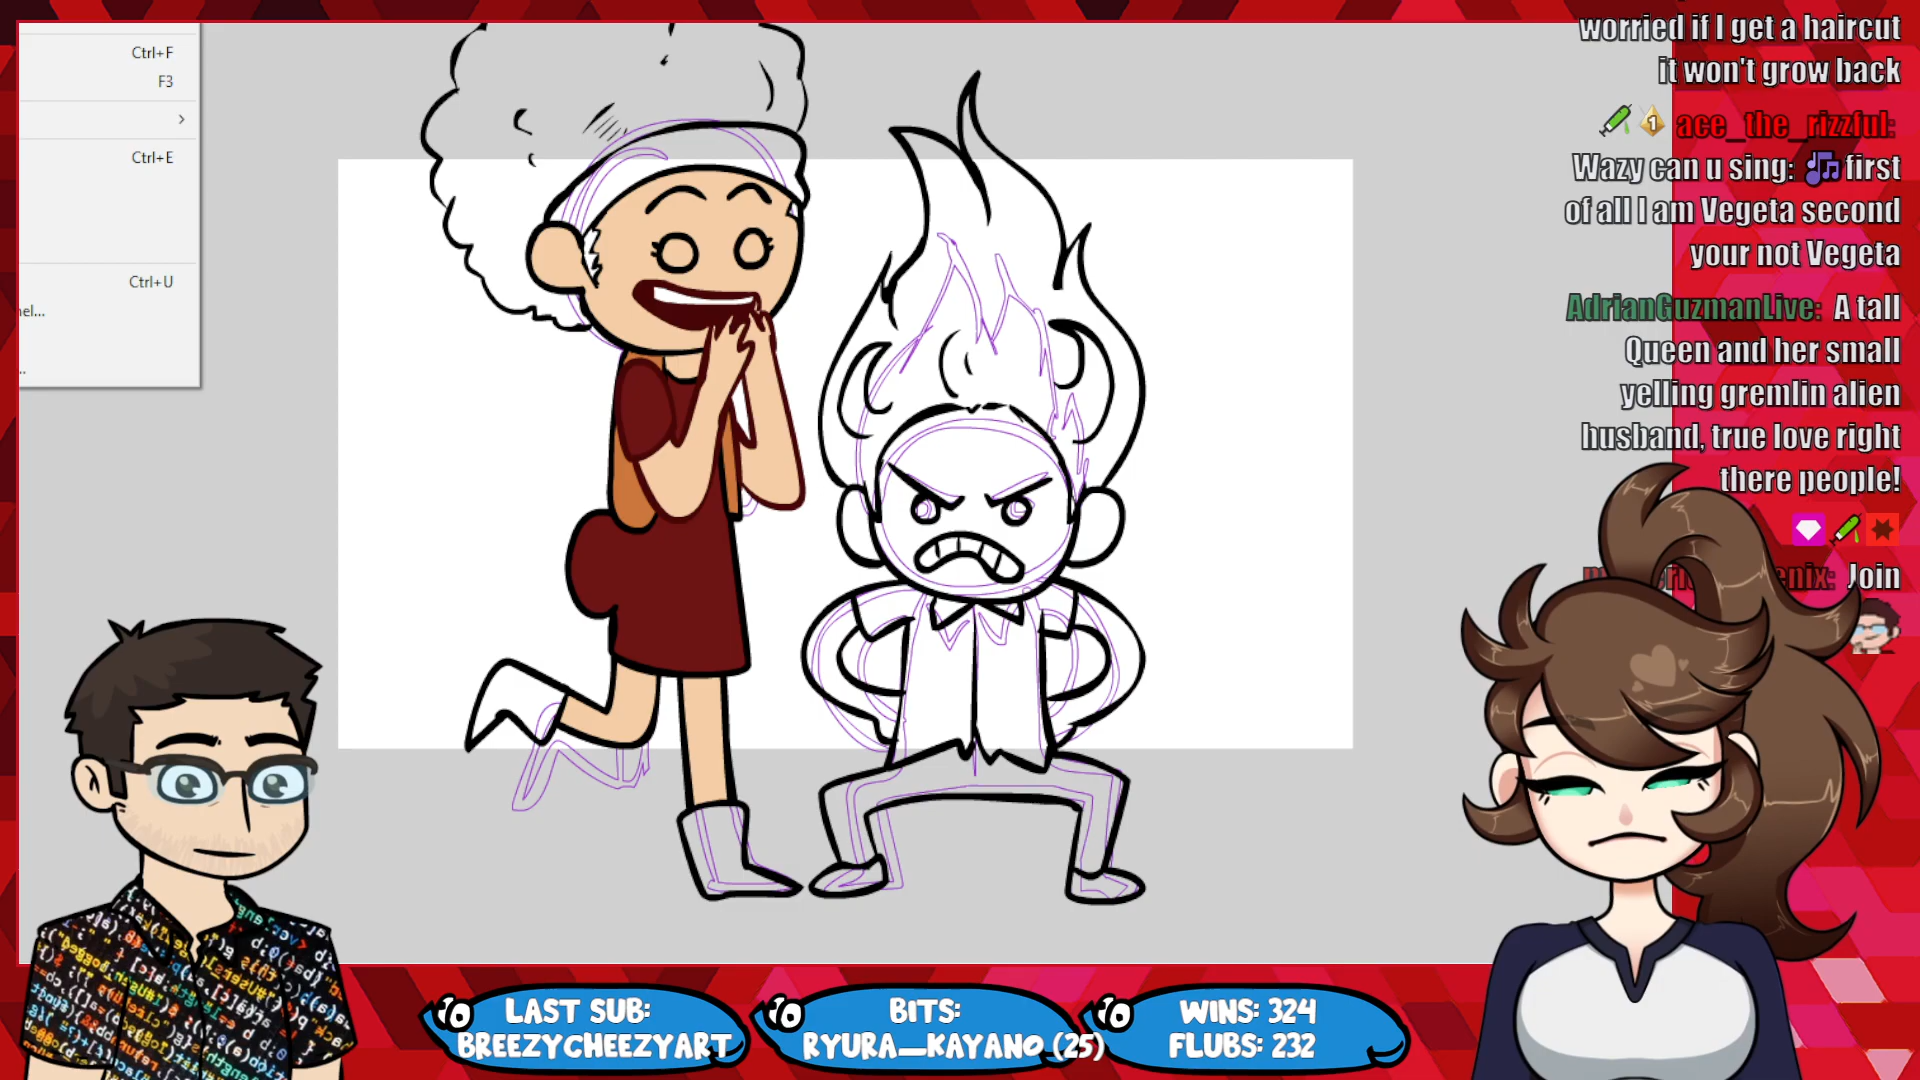 Ctrl+F
F3
Ctrl+E
Ctrl+U
nel...
..
worried if I get a haircut
it won't grow back
1 ace_the_rizzful:
Wazy can u sing: 🎶first
of all I am Vegeta second
your not Vegeta
AdrianGuzmanLive: A tall
Queen and her small
yelling gremlin alien
husband, true love right
there people!
Join
LAST SUB:
BREEZYCHEEZYART
BITS:
RYURA_KAYANO (25)
WINS: 324
FLUBS: 232